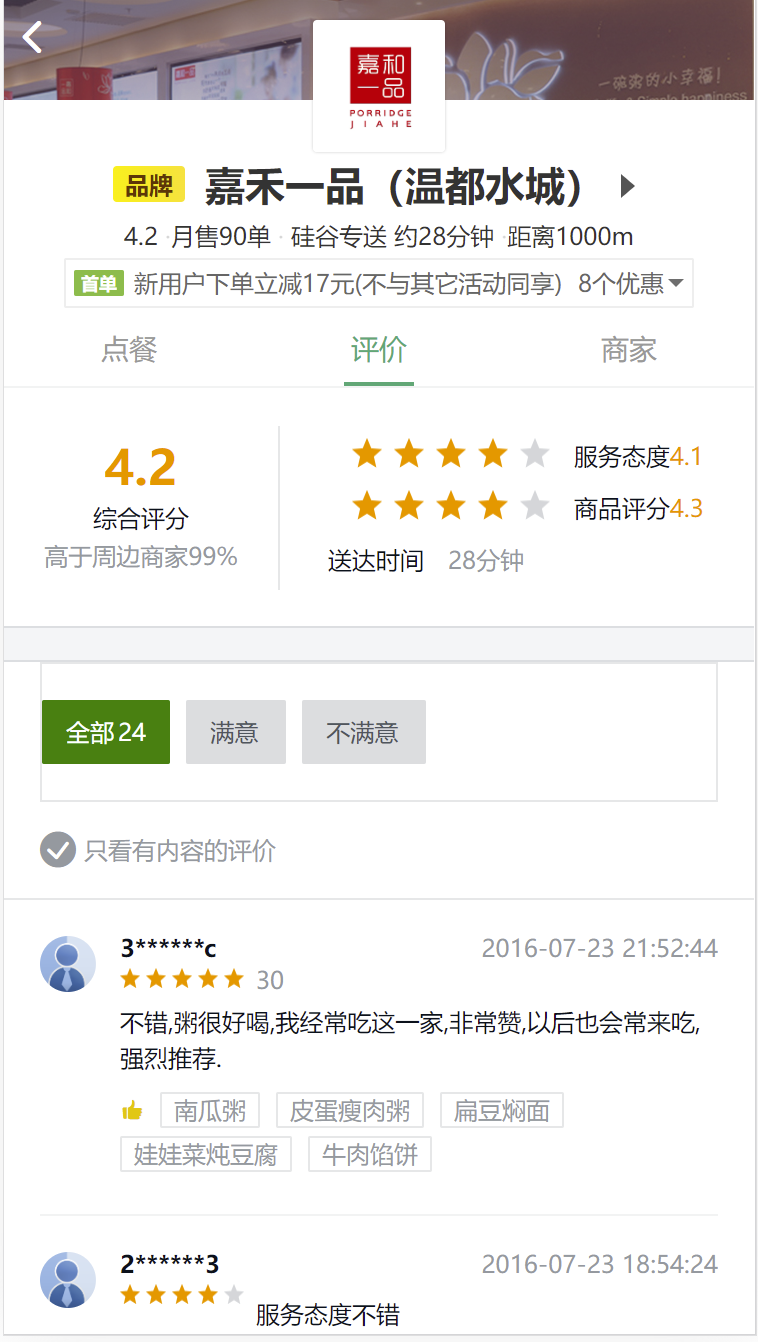 嘉和
一品
PORRIDGE
JIAHE
一碗粥的小幸福！
品牌 嘉禾一品（温都水城）
4.2 ·月售90单 · 硅谷专送 约28分钟 ·距离1000m
首单 新用户下单立减17元(不与其它活动同享) 8个优惠
点餐 评价 商家
4.2
综合评分
高于周边商家99%
服务态度4.1
商品评分4.3
送达时间 28分钟
全部24 满意 不满意
只看有内容的评价
3******c 2016-07-23 21:52:44
30
不错,粥很好喝,我经常吃这一家,非常赞,以后也会常来吃,
强烈推荐.
南瓜粥 皮蛋瘦肉粥 扁豆焖面
娃娃菜炖豆腐 牛肉馅饼
2******3 2016-07-23 18:54:24
服务态度不错